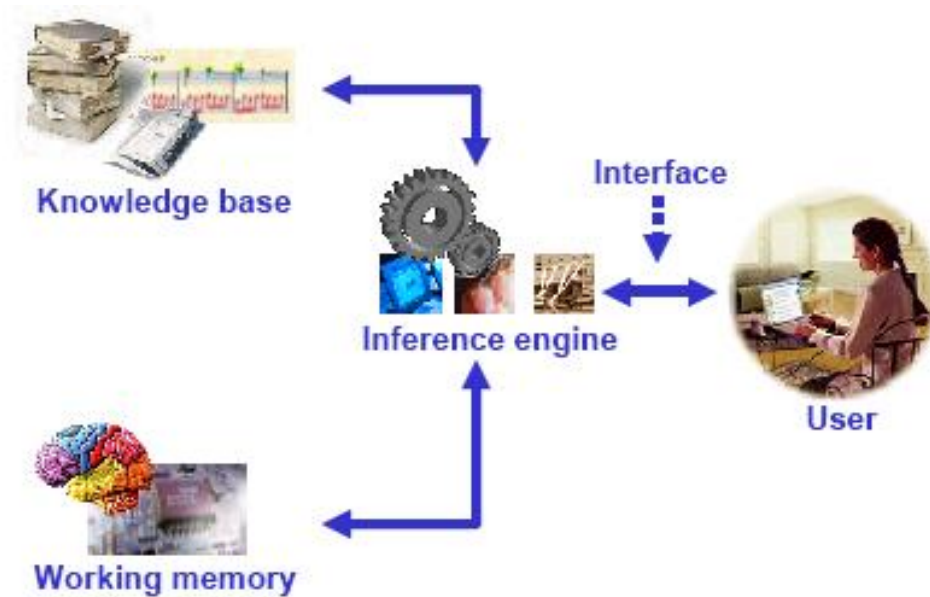 Knowledge base
Interface
Inference engine
User
Working memory